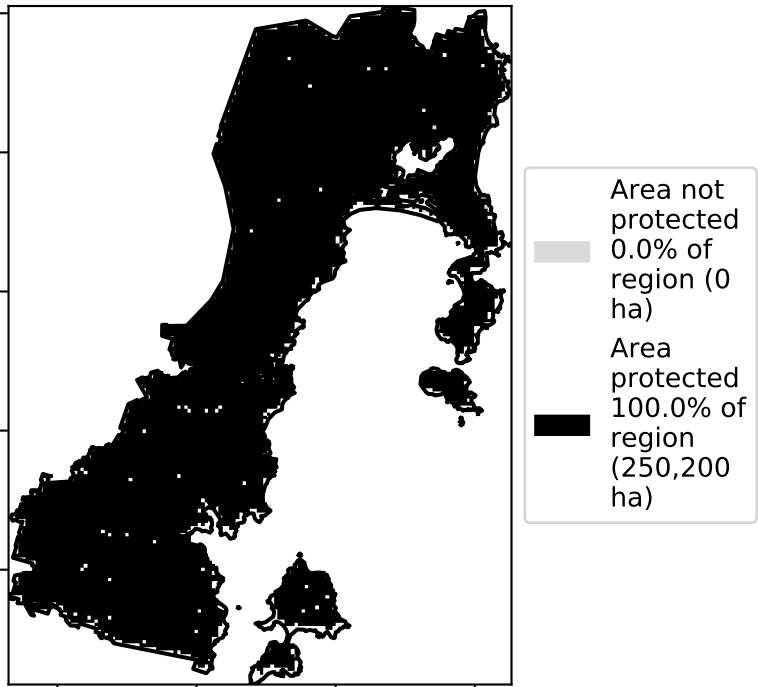 Area not
protected
0.0% of
region (0
ha)
Area
protected
100.0% of
region
(250,200
ha)